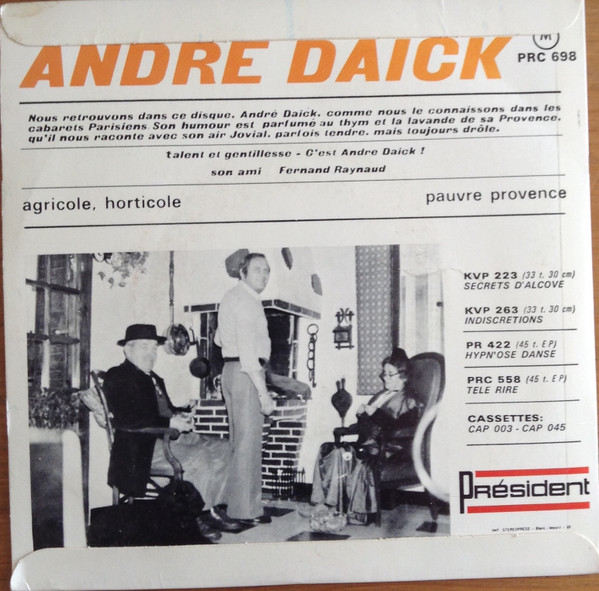 ANDRE DAICK
M
PRC 698
Nous retrouvons dans ce disque. André Daick, comme nous le connaissons dans les
cabarets Parisiens Son humour est parfumé au thym et la lavande de sa Provence,
qu'il nous raconte avec son air Jovial, parfois tendre, mais toujours drôle.
talent et gentillesse - C'est Andre Daick !
son ami Fernand Raynaud
agricole, horticole
pauvre provence
KVP 223 (33 t. 30 cm)
SECRETS D'ALCOVE
KVP 263 (33 t. 30 cm)
INDISCRETIONS
PR 422 (45 t. EP)
HYPN'OSE DANSE
PRC 558 (45 t. EP)
TELE RIRE
CASSETTES:
CAP 003 - CAP 045
Président